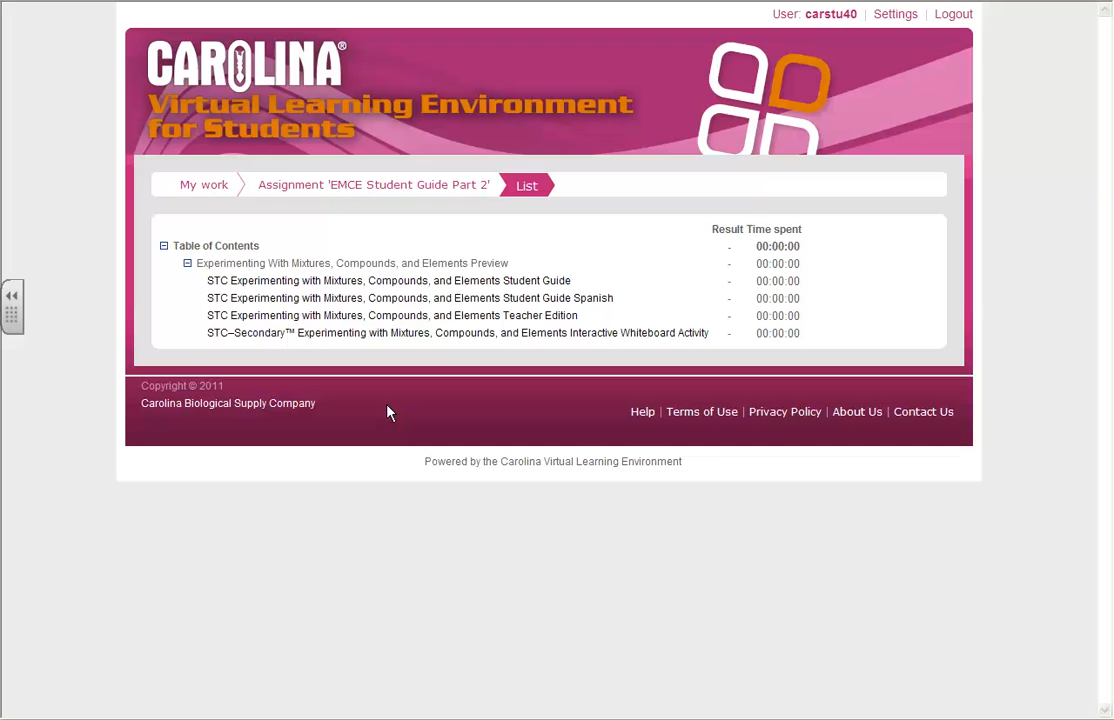 User: carstu40 | Settings | Logout
CAROLINA®
Virtual Learning Environment
for Students
My work Assignment 'EMCE Student Guide Part 2' List
Result Time spent
Table of Contents - 00:00:00
Experimenting With Mixtures, Compounds, and Elements Preview - 00:00:00
STC Experimenting with Mixtures, Compounds, and Elements Student Guide - 00:00:00
STC Experimenting with Mixtures, Compounds, and Elements Student Guide Spanish - 00:00:00
STC Experimenting with Mixtures, Compounds, and Elements Teacher Edition - 00:00:00
STC–Secondary™ Experimenting with Mixtures, Compounds, and Elements Interactive Whiteboard Activity - 00:00:00
Copyright © 2011
Carolina Biological Supply Company
Help | Terms of Use | Privacy Policy | About Us | Contact Us
Powered by the Carolina Virtual Learning Environment